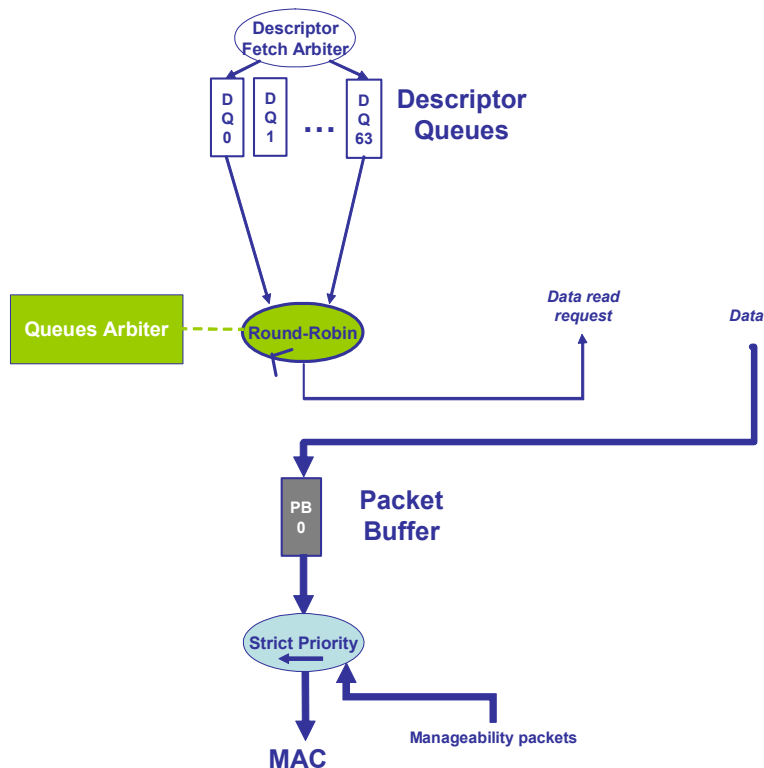 Descriptor
Fetch Arbiter
D
Q
0
D
Q
1
...
D
Q
63
Descriptor
Queues
Queues Arbiter
Round-Robin
Data read
request
Data
PB
0
Packet
Buffer
Strict Priority
Manageability packets
MAC